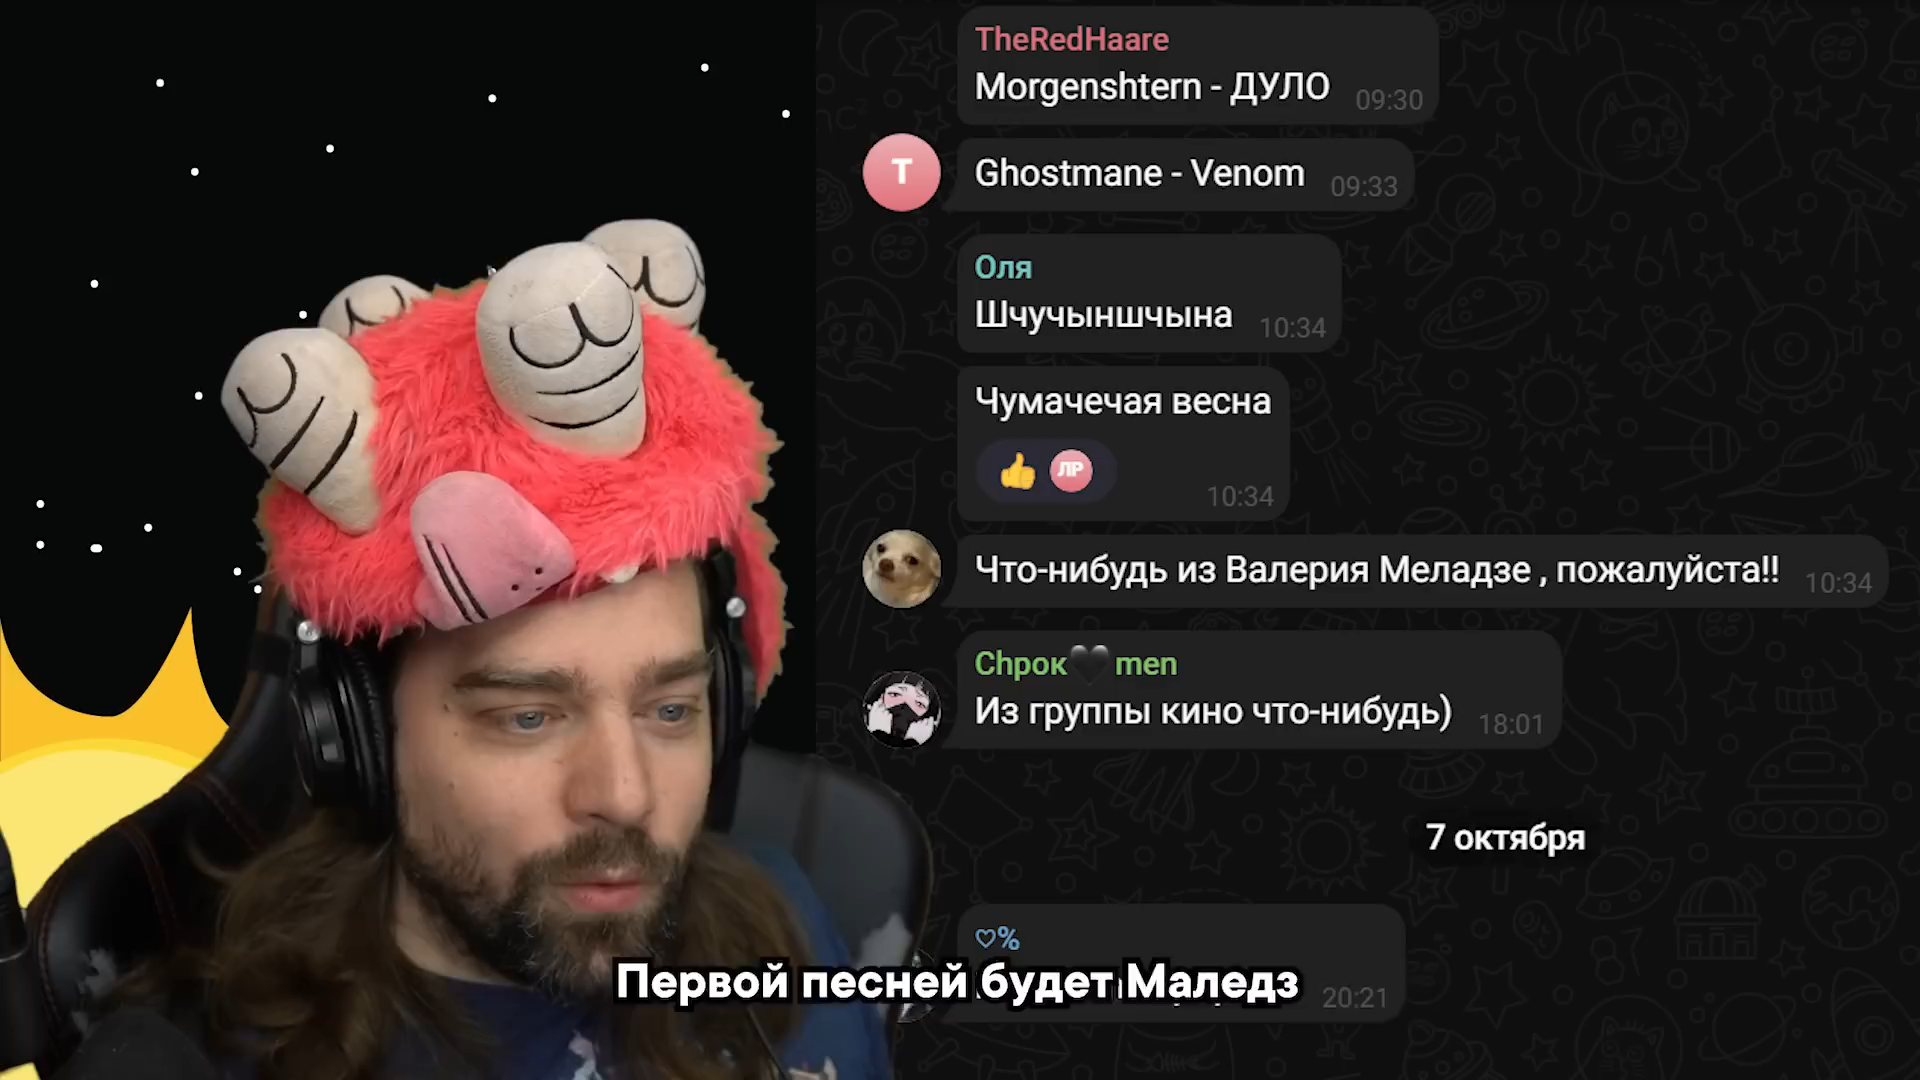 TheRedHaare
Morgenshtern - ДУЛО 09:30
T
Ghostmane - Venom 09:33
Оля
Шчучыншчына 10:34
Чумачечая весна
ЛР
10:34
Что-нибудь из Валерия Меладзе , пожалуйста!! 10:34
Chpoк🖤men
Из группы кино что-нибудь) 18:01
7 октября
♡%
20:21
Первой песней будет Маледз